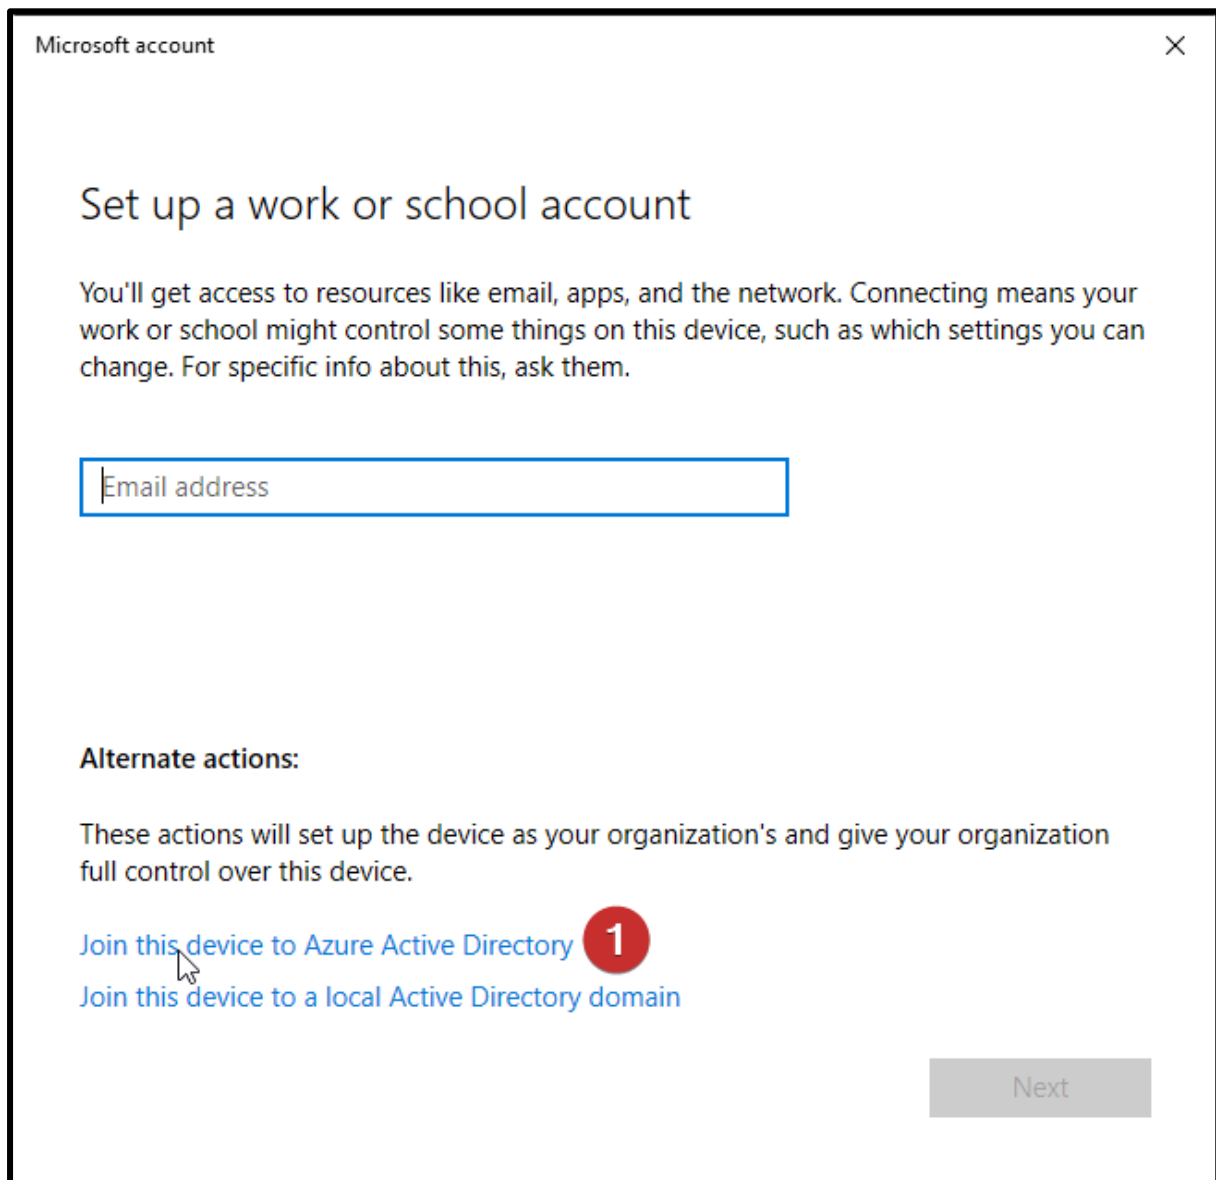 Microsoft account
Set up a work or school account
You'll get access to resources like email, apps, and the network. Connecting means your
work or school might control some things on this device, such as which settings you can
change. For specific info about this, ask them.
Email address
Alternate actions:
These actions will set up the device as your organization's and give your organization
full control over this device.
Join this device to Azure Active Directory 1
Join this device to a local Active Directory domain
Next